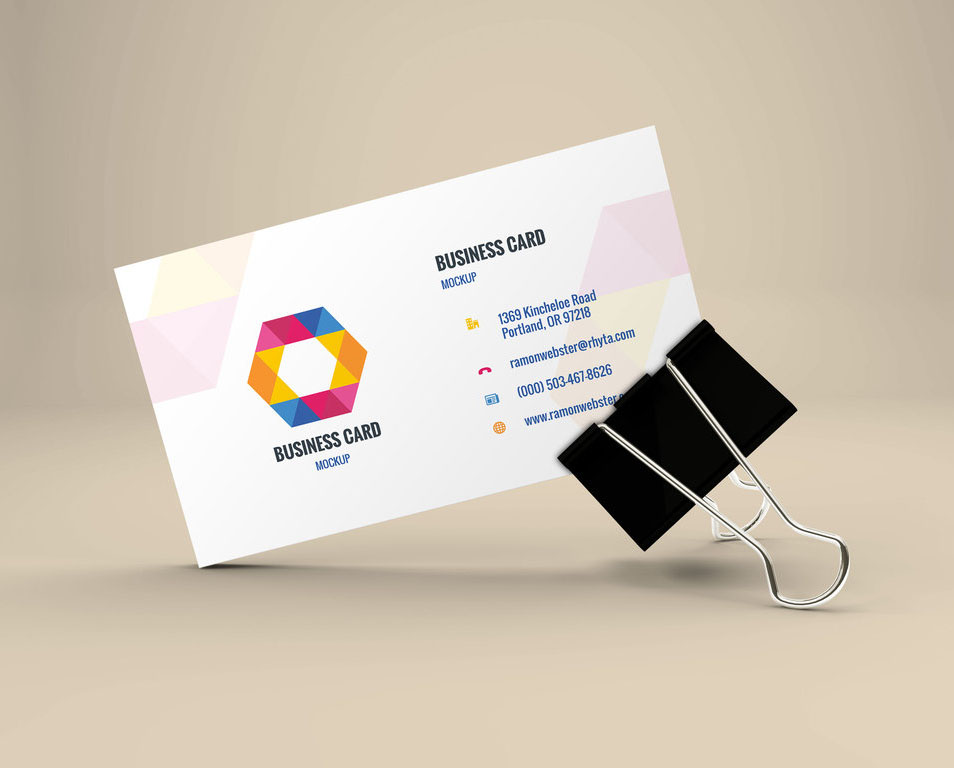 BUSINESS CARD
MOCKUP
BUSINESS CARD
MOCKUP
1369 Kincheloe Road
Portland, OR 97218
ramonwebster@rhyta.com
(000) 503-467-8626